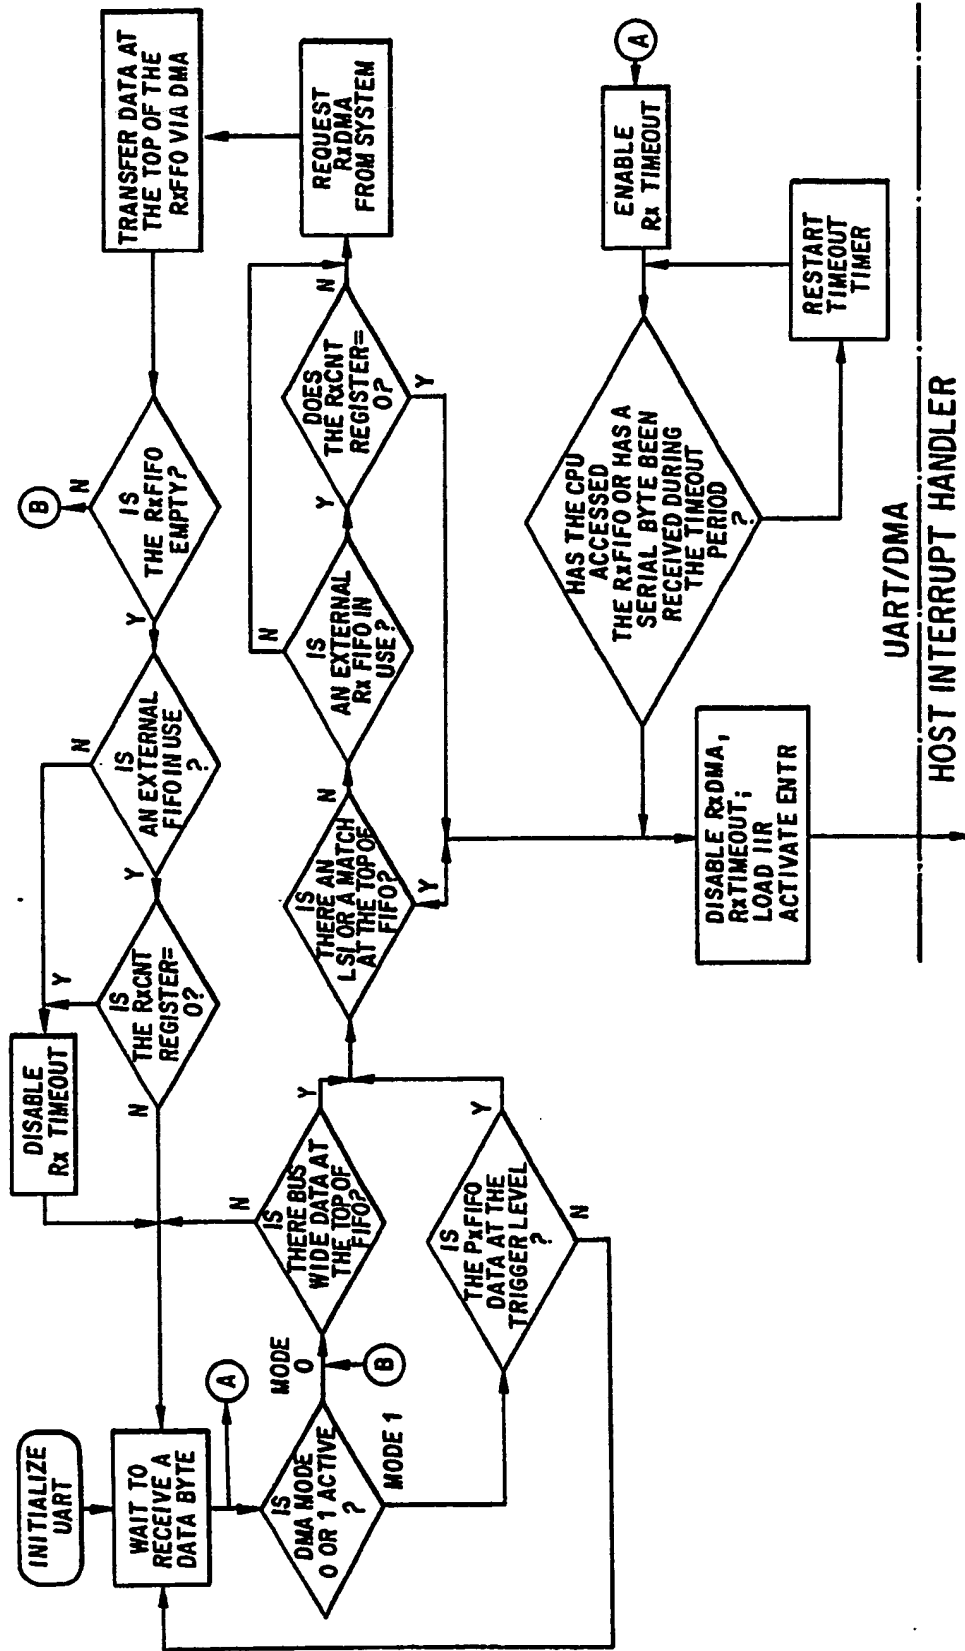 INITIALIZE
UART
WAIT TO
RECEIVE A
DATA BYTE
A
IS
DMA MODE
0 OR 1 ACTIVE
?
MODE
0
MODE 1
B
IS
THERE BUS
WIDE DATA AT
THE TOP OF
FIFO?
N
Y
IS
THE PxFIFO
DATA AT THE
TRIGGER LEVEL
?
Y
N
DISABLE
Rx TIMEOUT
IS
THE RxCNT
REGISTER=
0?
Y
N
IS
AN EXTERNAL
FIFO IN USE
?
N
Y
IS
THE RxFIFO
EMPTY?
N
Y
B
TRANSFER DATA AT
THE TOP OF THE
RxFFO VIA DMA
IS
THERE AN
LSI OR A MATCH
AT THE TOP OF
FIFO?
N
Y
IS
AN EXTERNAL
Rx FIFO IN
USE?
N
Y
DOES
THE RxCNT
REGISTER=
0?
N
Y
REQUEST
RxDMA
FROM SYSTEM
A
ENABLE
Rx TIMEOUT
HAS THE CPU
ACCESSED
THE RxFIFO OR HAS A
SERIAL BYTE BEEN
RECEIVED DURING
THE TIMEOUT
PERIOD
?
RESTART
TIMEOUT
TIMER
DISABLE RxDMA,
RxTIMEOUT;
LOAD IIR
ACTIVATE ENTR
UART/DMA
HOST INTERRUPT HANDLER